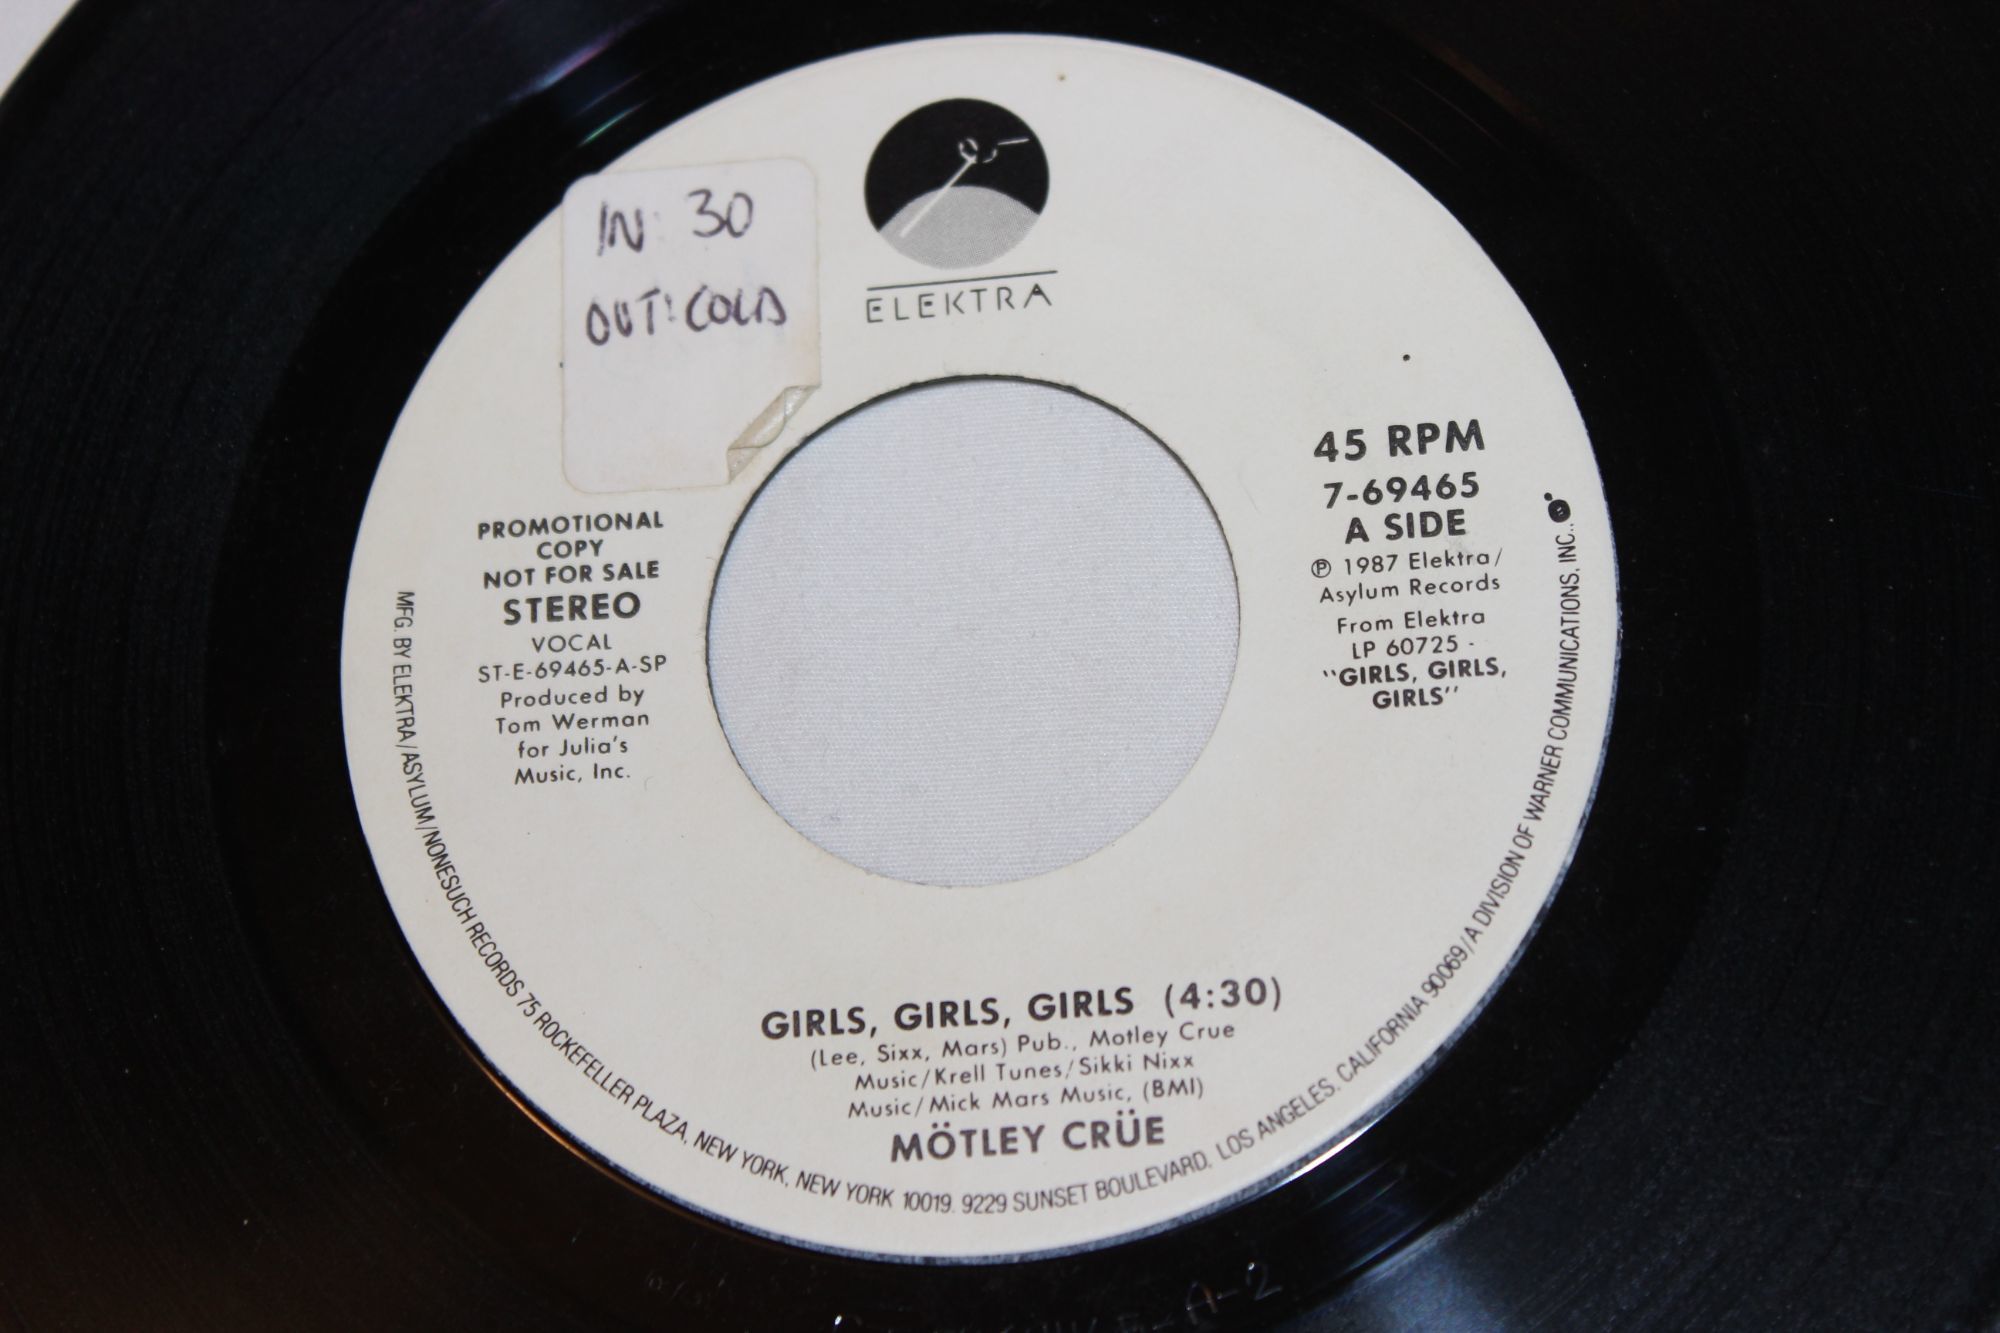 IN: 30
OUT: COLD
ELEKTRA
PROMOTIONAL
COPY
NOT FOR SALE
STEREO
VOCAL
ST-E-69465-A-SP
Produced by
Tom Werman
for Julia's
Music, Inc.
45 RPM
7-69465
A SIDE
℗ 1987 Elektra/
Asylum Records
From Elektra
LP 60725 -
"GIRLS, GIRLS,
GIRLS"
GIRLS, GIRLS, GIRLS (4:30)
(Lee, Sixx, Mars) Pub., Motley Crue
Music/Krell Tunes/Sikki Nixx
Music/Mick Mars Music, (BMI)
MÖTLEY CRÜE
MFG. BY ELEKTRA/ASYLUM/NONESUCH RECORDS 75 ROCKEFELLER PLAZA, NEW YORK, NEW YORK 10019. 9229 SUNSET BOULEVARD, LOS ANGELES, CALIFORNIA 90069/A DIVISION OF WARNER COMMUNICATIONS, INC.,
A-2